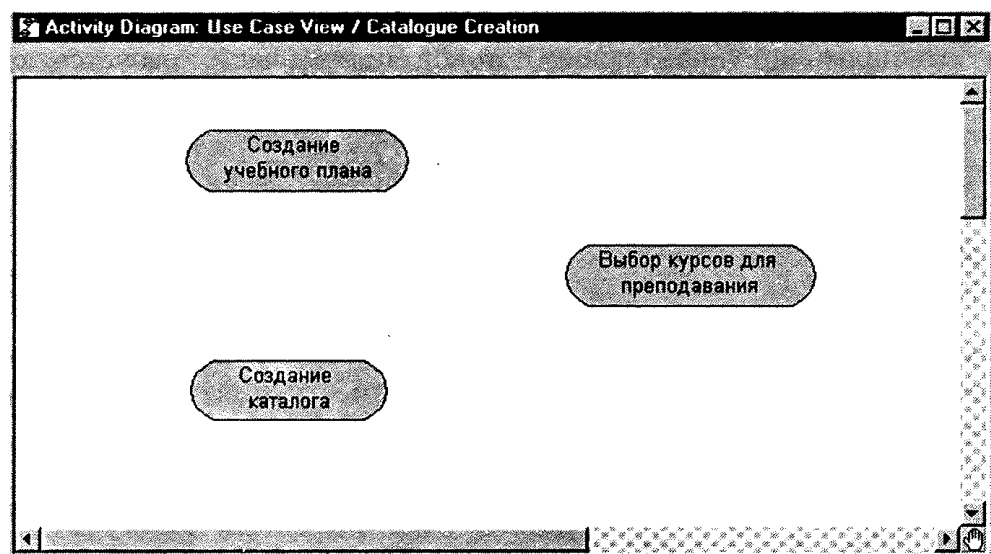 Activity Diagram: Use Case View / Catalogue Creation
Создание
учебного плана
Выбор курсов для
преподавания
Создание
каталога